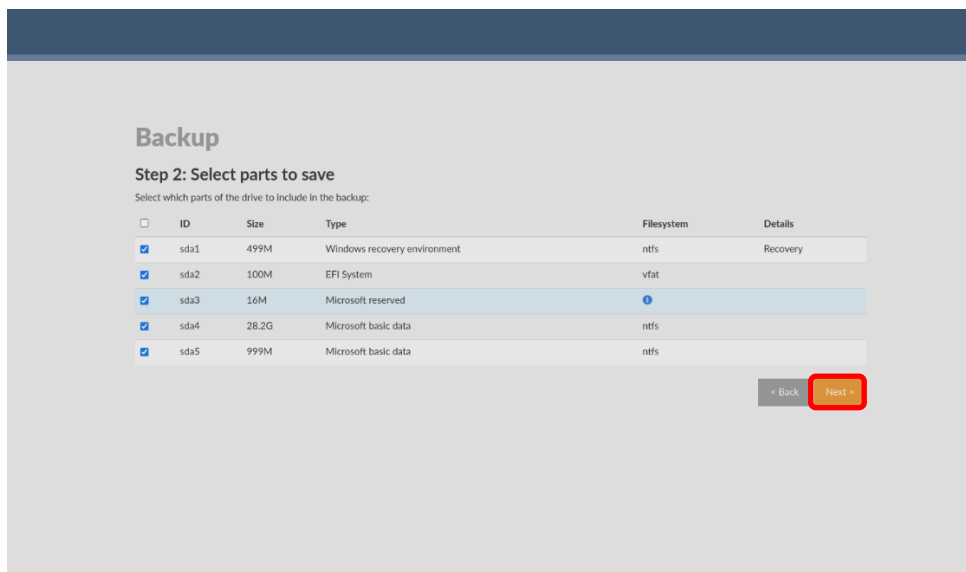 Backup
Step 2: Select parts to save
Select which parts of the drive to include in the backup:
ID Size Type Filesystem Details
sda1 499M Windows recovery environment ntfs Recovery
sda2 100M EFI System vfat
sda3 16M Microsoft reserved
sda4 28.2G Microsoft basic data ntfs
sda5 999M Microsoft basic data ntfs
< Back Next >